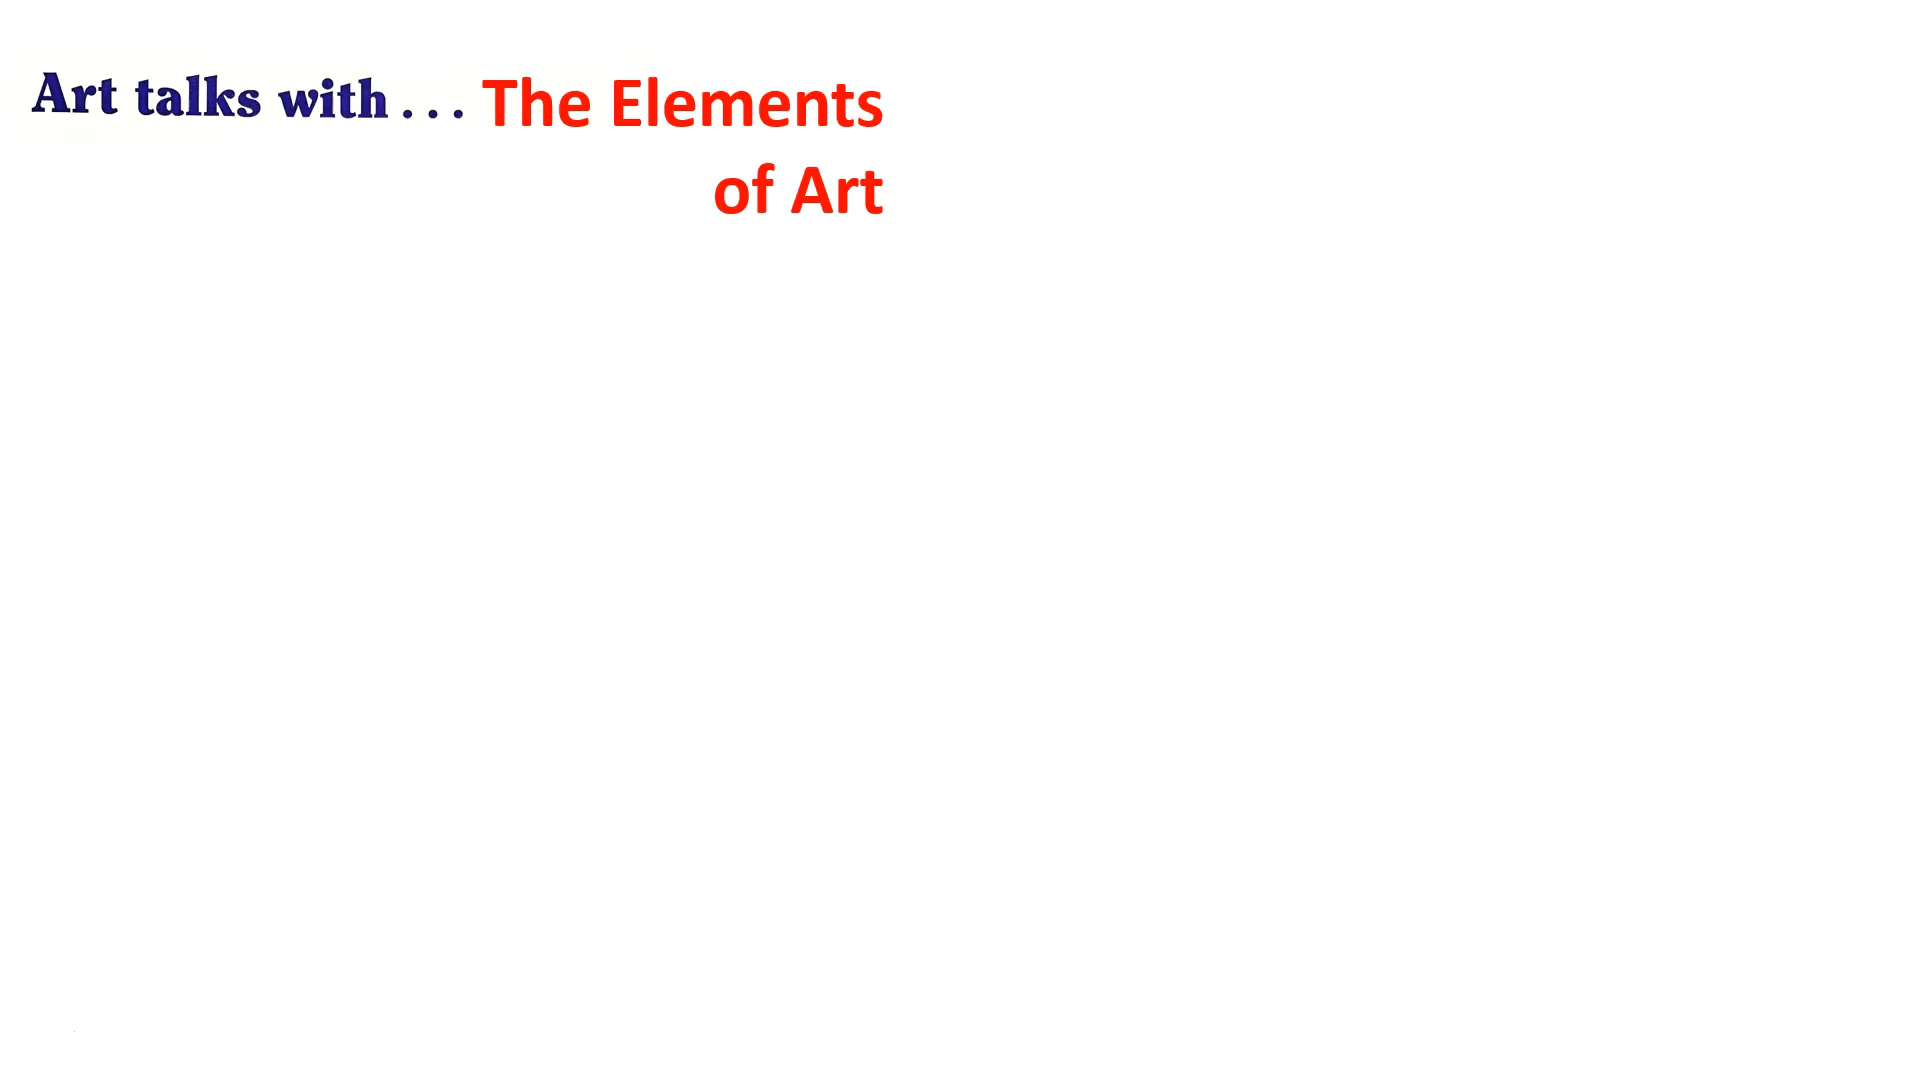 Art talks with . . . The Elements
of Art